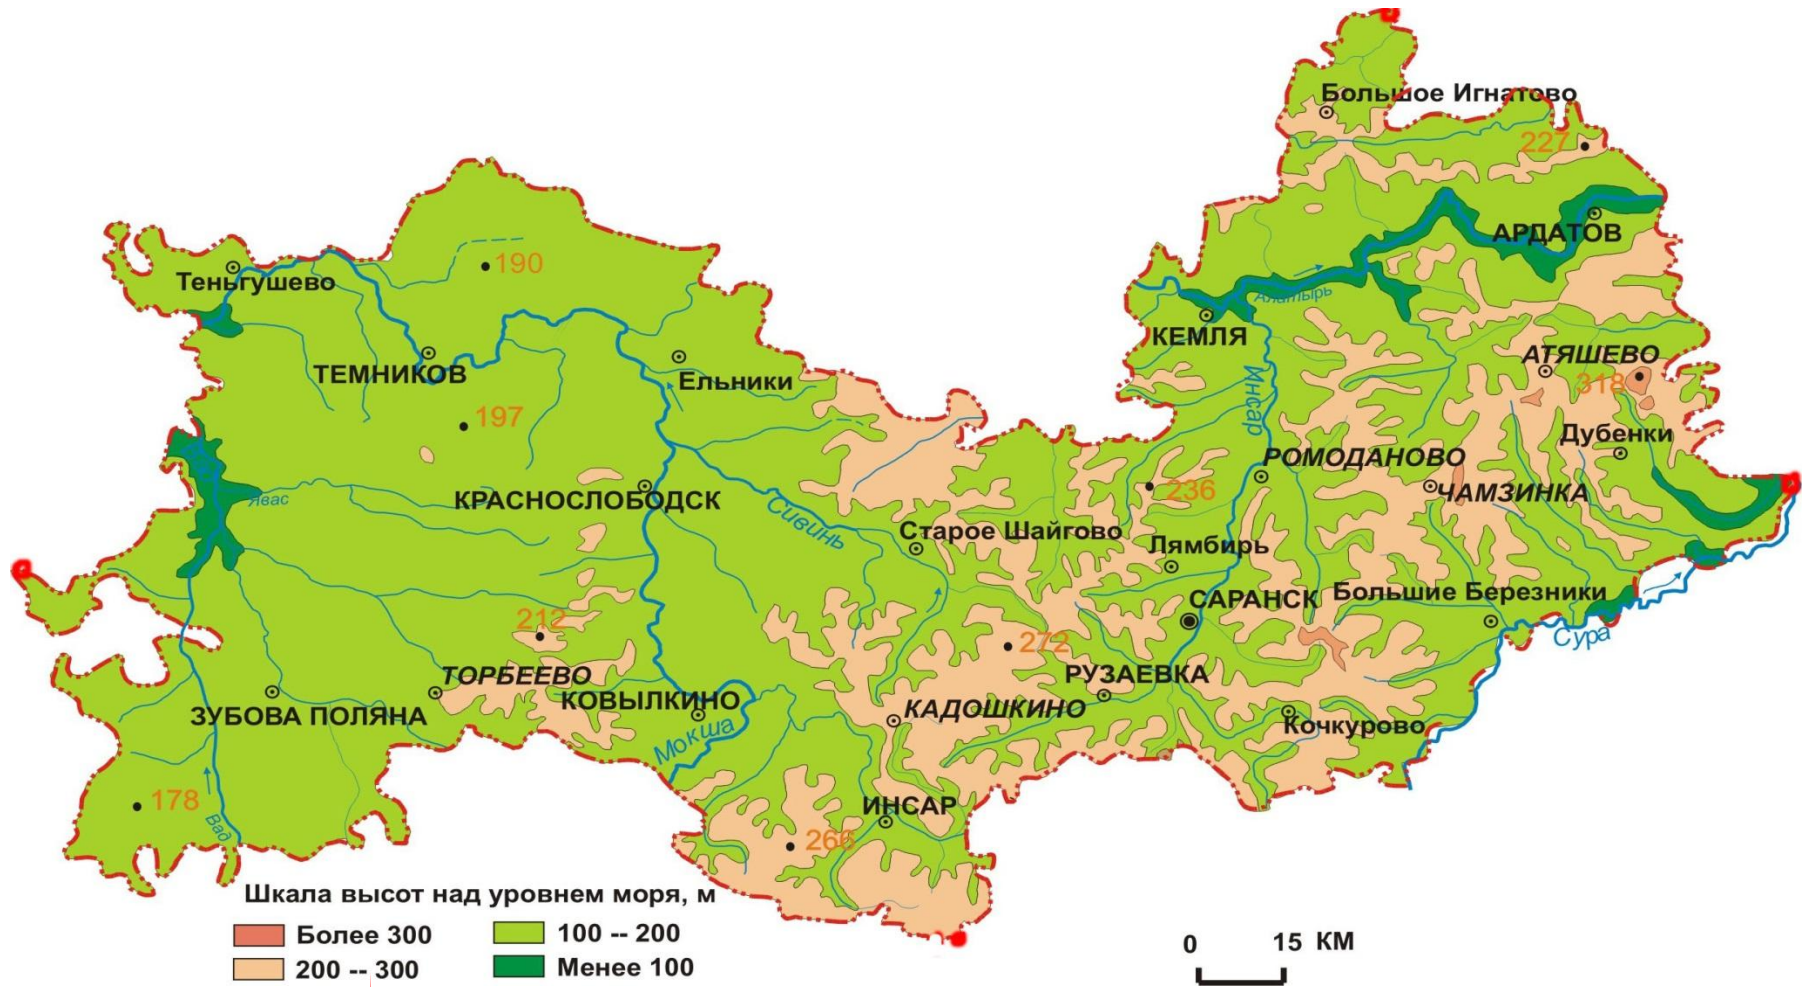 Большое Игнатово
227
АРДАТОВ
190
Теньгушево
Алатырь
КЕМЛЯ
АТЯШЕВО
318
ТЕМНИКОВ
Ельники
Инсар
197
Дубенки
РОМОДАНОВО
236
ЧАМЗИНКА
Явас
КРАСНОСЛОБОДСК
Сивинь
Старое Шайгово
Лямбирь
САРАНСК
Большие Березники
Сура
212
272
ТОРБЕЕВО
РУЗАЕВКА
ЗУБОВА ПОЛЯНА
КОВЫЛКИНО
КАДОШКИНО
Мокша
Кочкурово
178
Вад
ИНСАР
266
Шкала высот над уровнем моря, м
Более 300
100 -- 200
200 -- 300
Менее 100
0 15 КМ